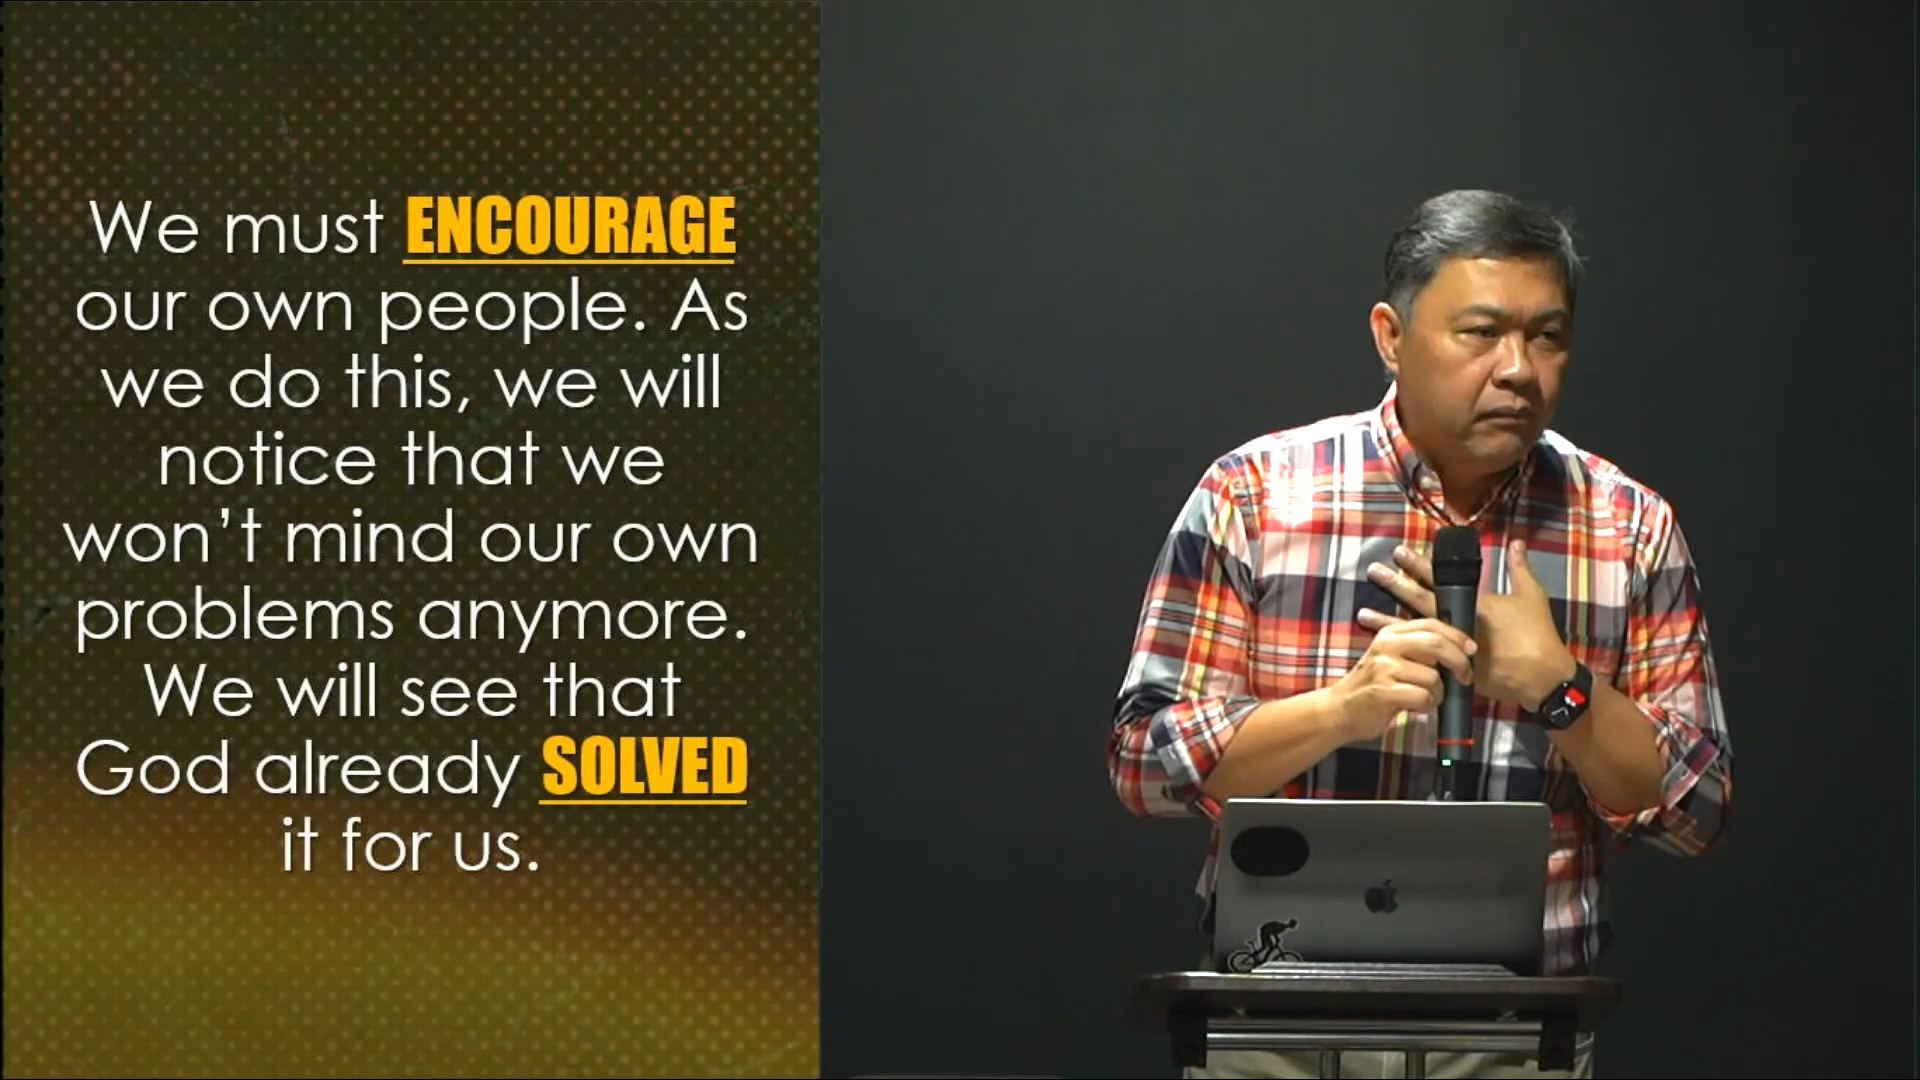 We must ENCOURAGE
our own people. As
we do this, we will
notice that we
won’t mind our own
problems anymore.
We will see that
God already SOLVED
it for us.